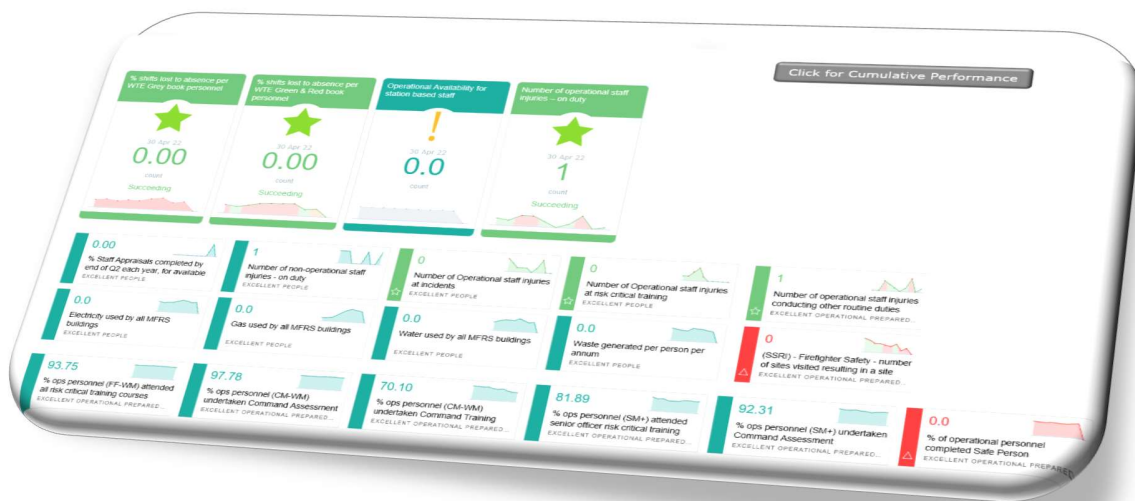 Click for Cumulative Performance
% shifts lost to absence per
WTE Grey book personnel
30 Apr 22
0.00
count
Succeeding
% shifts lost to absence per
WTE Green & Red book
personnel
30 Apr 22
0.00
count
Succeeding
Operational Availability for
station based staff
!
30 Apr 22
0.0
count
Number of operational staff
injuries – on duty
30 Apr 22
1
count
Succeeding
0.00
% Staff Appraisals completed by
end of Q2 each year, for available
EXCELLENT PEOPLE
1
Number of non-operational staff
injuries - on duty
EXCELLENT PEOPLE
0
Number of Operational staff injuries
at incidents
EXCELLENT PEOPLE
0
Number of Operational staff injuries
at risk critical training
EXCELLENT PEOPLE
1
Number of operational staff injuries
conducting other routine duties
EXCELLENT OPERATIONAL PREPARED...
0.0
Electricity used by all MFRS
buildings
EXCELLENT PEOPLE
0.0
Gas used by all MFRS buildings
EXCELLENT PEOPLE
0.0
Water used by all MFRS buildings
EXCELLENT PEOPLE
0.0
Waste generated per person per
annum
EXCELLENT PEOPLE
0
(SSRI) - Firefighter Safety - number
of sites visited resulting in a site
EXCELLENT OPERATIONAL PREPARED...
93.75
% ops personnel (FF-WM) attended
all risk critical training courses
EXCELLENT OPERATIONAL PREPARED...
97.78
% ops personnel (CM-WM)
undertaken Command Assessment
EXCELLENT OPERATIONAL PREPARED...
70.10
% ops personnel (CM-WM)
undertaken Command Training
EXCELLENT OPERATIONAL PREPARED...
81.89
% ops personnel (SM+) attended
senior officer risk critical training
EXCELLENT OPERATIONAL PREPARED...
92.31
% ops personnel (SM+) undertaken
Command Assessment
EXCELLENT OPERATIONAL PREPARED...
0.0
% of operational personnel
completed Safe Person
EXCELLENT OPERATIONAL PREPARED...